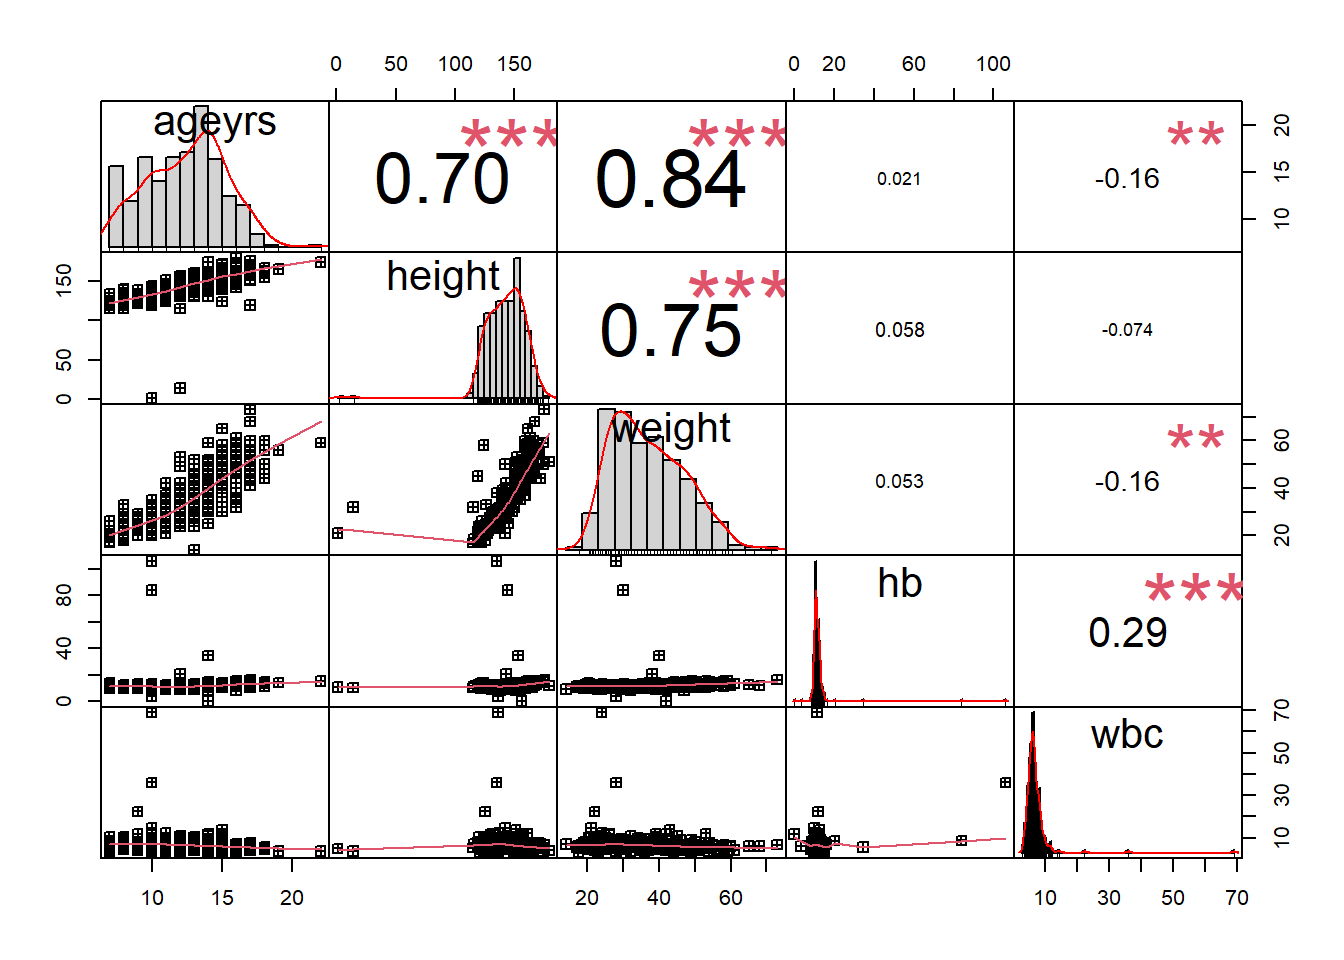 0 50 100 150 0 20 60 100
ageyrs 0.70 *** 0.84 *** 0.021 -0.16 ** 10 15 20
0 50 150 height 0.75 *** 0.058 -0.074
weight 0.053 -0.16 ** 20 40 60
0 40 80 hb 0.29 ***
wbc 10 30 50 70
10 15 20 20 40 60 10 30 50 70